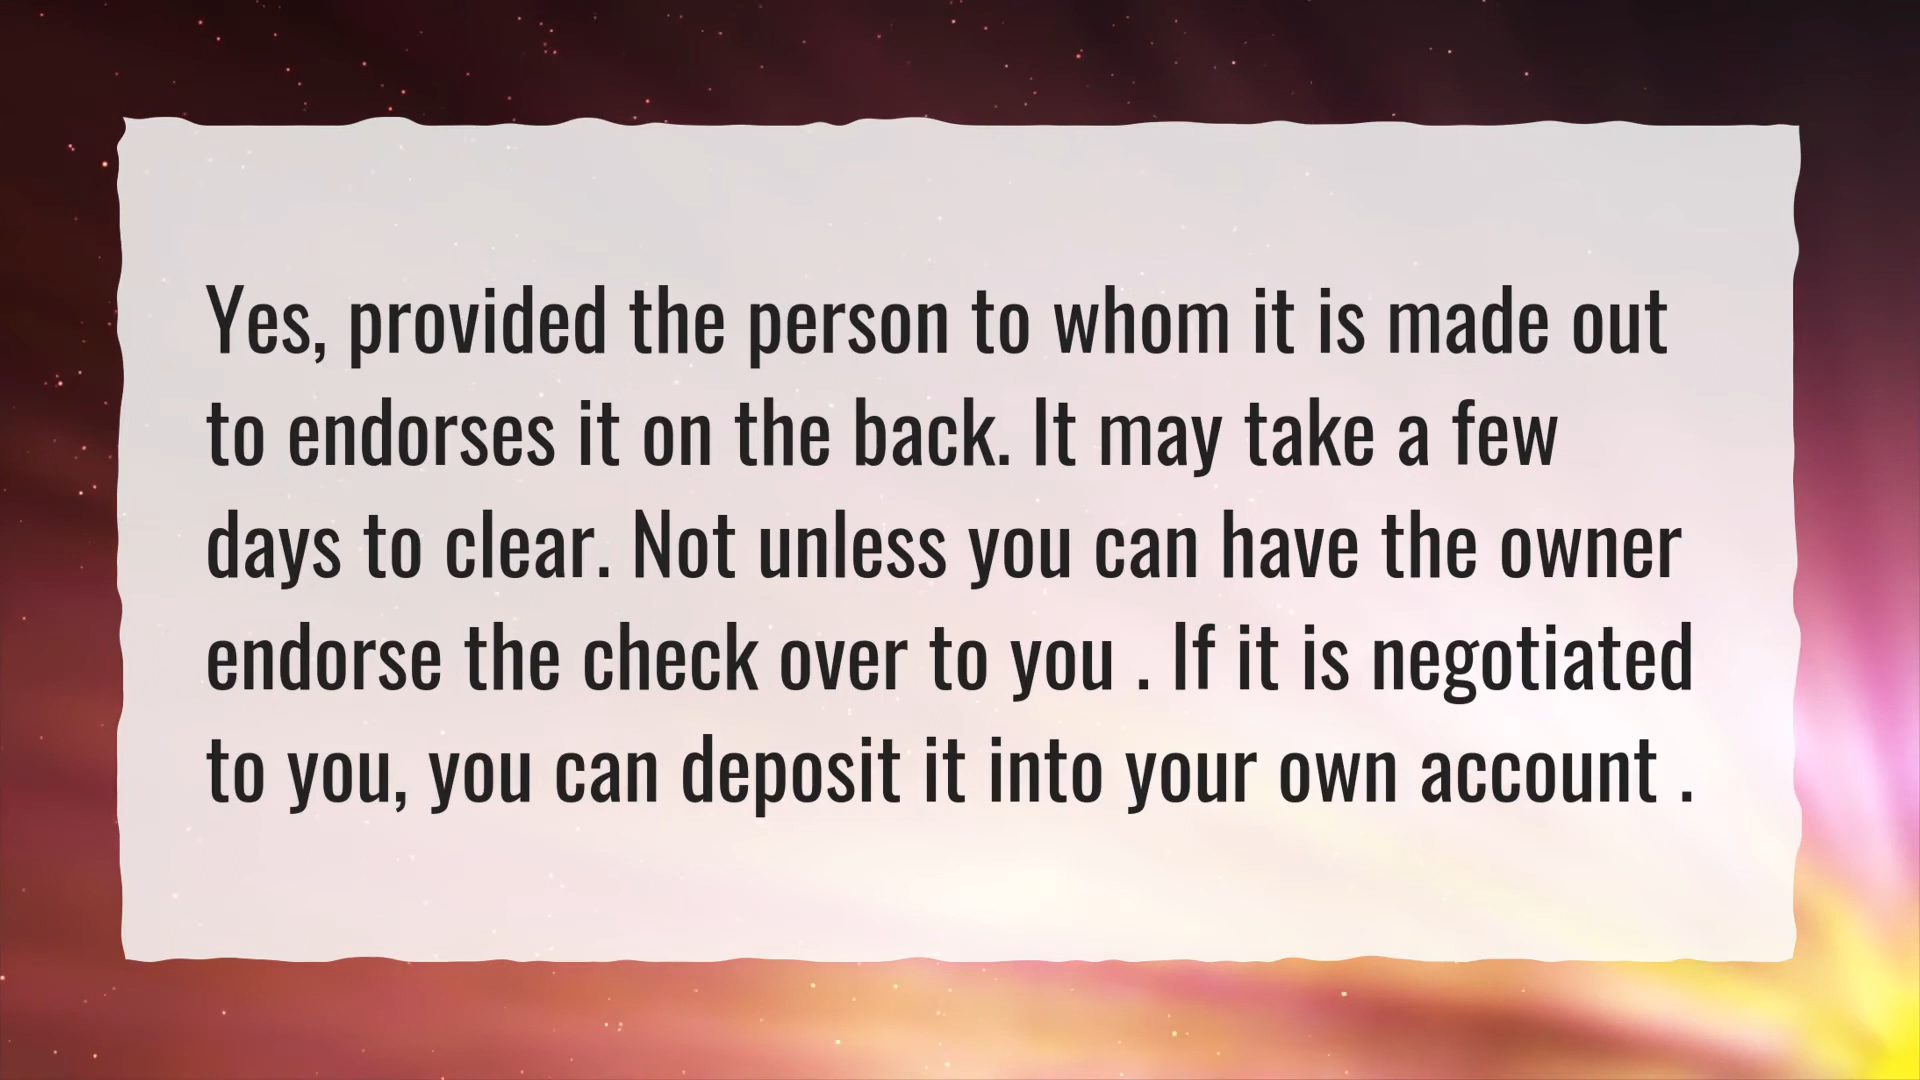 Yes, provided the person to whom it is made out
to endorses it on the back. It may take a few
days to clear. Not unless you can have the owner
endorse the check over to you . If it is negotiated
to you, you can deposit it into your own account .